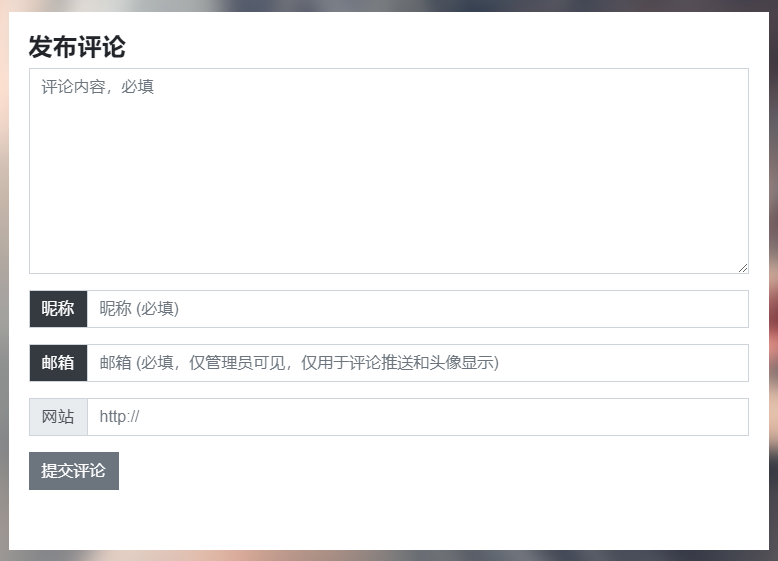 发布评论
评论内容，必填
昵称 昵称 (必填)
邮箱 邮箱 (必填，仅管理员可见，仅用于评论推送和头像显示)
网站 http://
提交评论